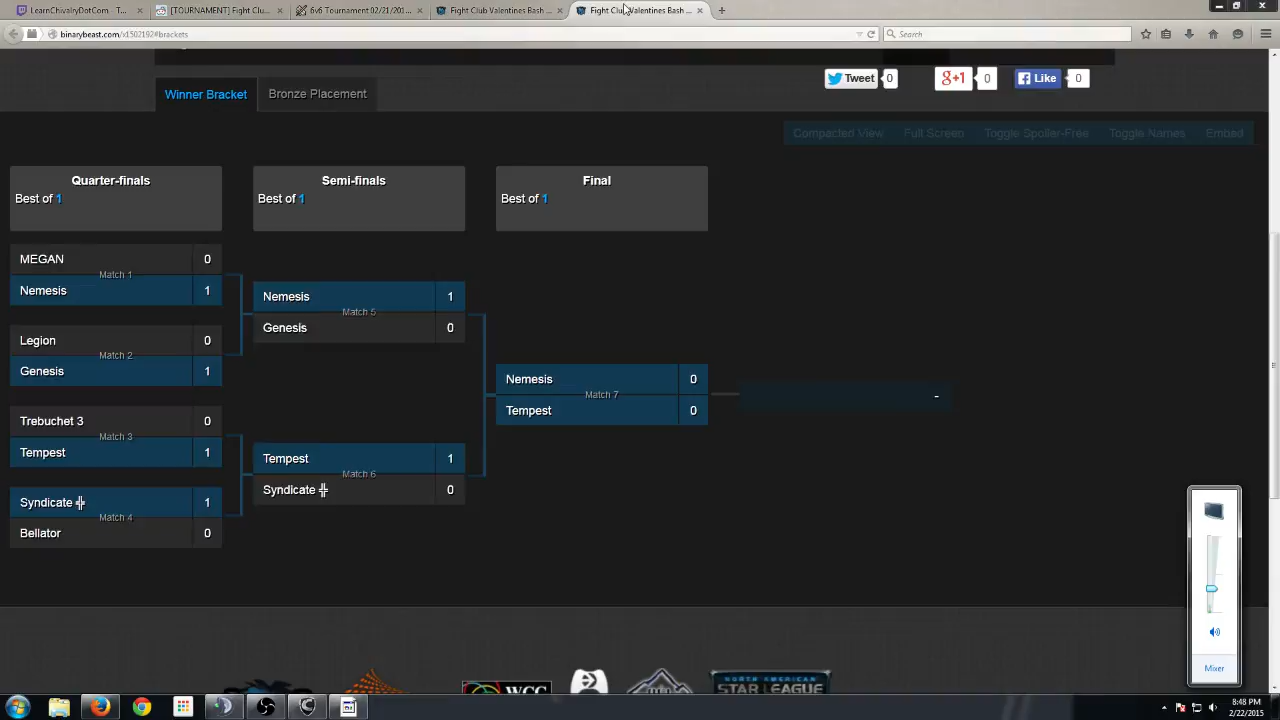 LearnChivalryDotCom. - T...
[TOURNAMENT] Fight Cl...
6v6 Tournament 02/21/201...
Fight Club Valentines Bash ...
Fight Club Valentines Bash ...
binarybeast.com/x1502192#brackets
Search
Winner Bracket
Bronze Placement
Tweet 0
+1 0
Like 0
Compacted View
Full Screen
Toggle Spoiler-Free
Toggle Names
Embed
Quarter-finals
Best of 1
Semi-finals
Best of 1
Final
Best of 1
MEGAN 0
Match 1
Nemesis 1
Legion 0
Match 2
Genesis 1
Trebuchet 3 0
Match 3
Tempest 1
Syndicate ╬ 1
Match 4
Bellator 0
Nemesis 1
Match 5
Genesis 0
Tempest 1
Match 6
Syndicate ╬ 0
Nemesis 0
Match 7
Tempest 0
-
WCC
NORTH AMERICAN
STAR LEAGUE
Mixer
8:48 PM
2/22/2015